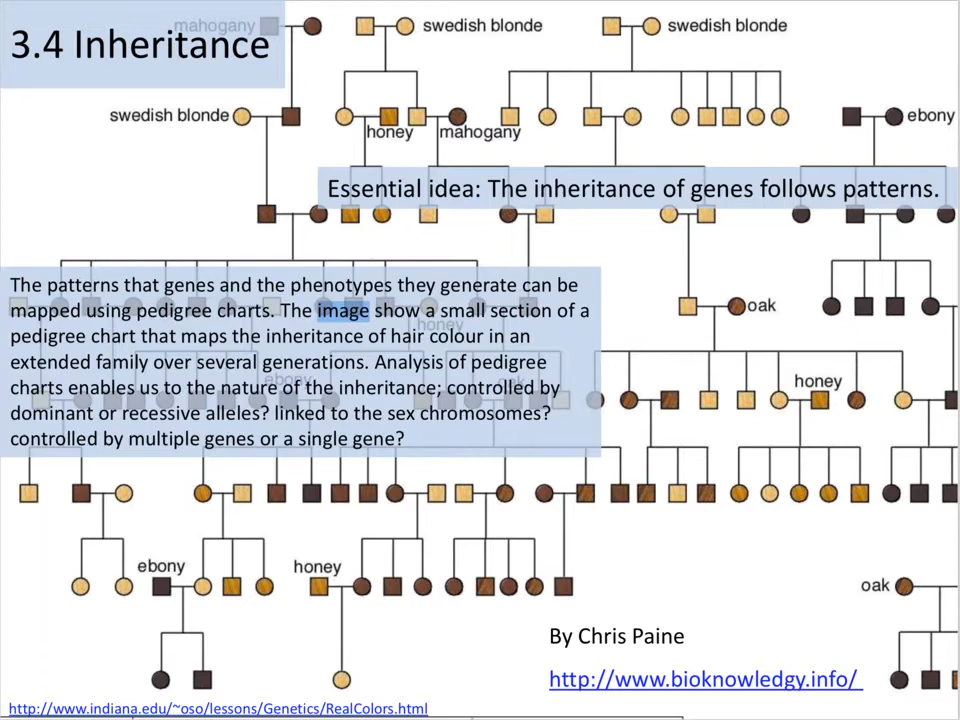 mahogany
swedish blonde
swedish blonde
3.4 Inheritance
swedish blonde
honey
mahogany
ebony
Essential idea: The inheritance of genes follows patterns.
The patterns that genes and the phenotypes they generate can be
mapped using pedigree charts. The image show a small section of a
pedigree chart that maps the inheritance of hair colour in an
extended family over several generations. Analysis of pedigree
charts enables us to the nature of the inheritance; controlled by
dominant or recessive alleles? linked to the sex chromosomes?
controlled by multiple genes or a single gene?
oak
honey
ebony
honey
honey
ebony
oak
By Chris Paine
http://www.bioknowledgy.info/
http://www.indiana.edu/~oso/lessons/Genetics/RealColors.html